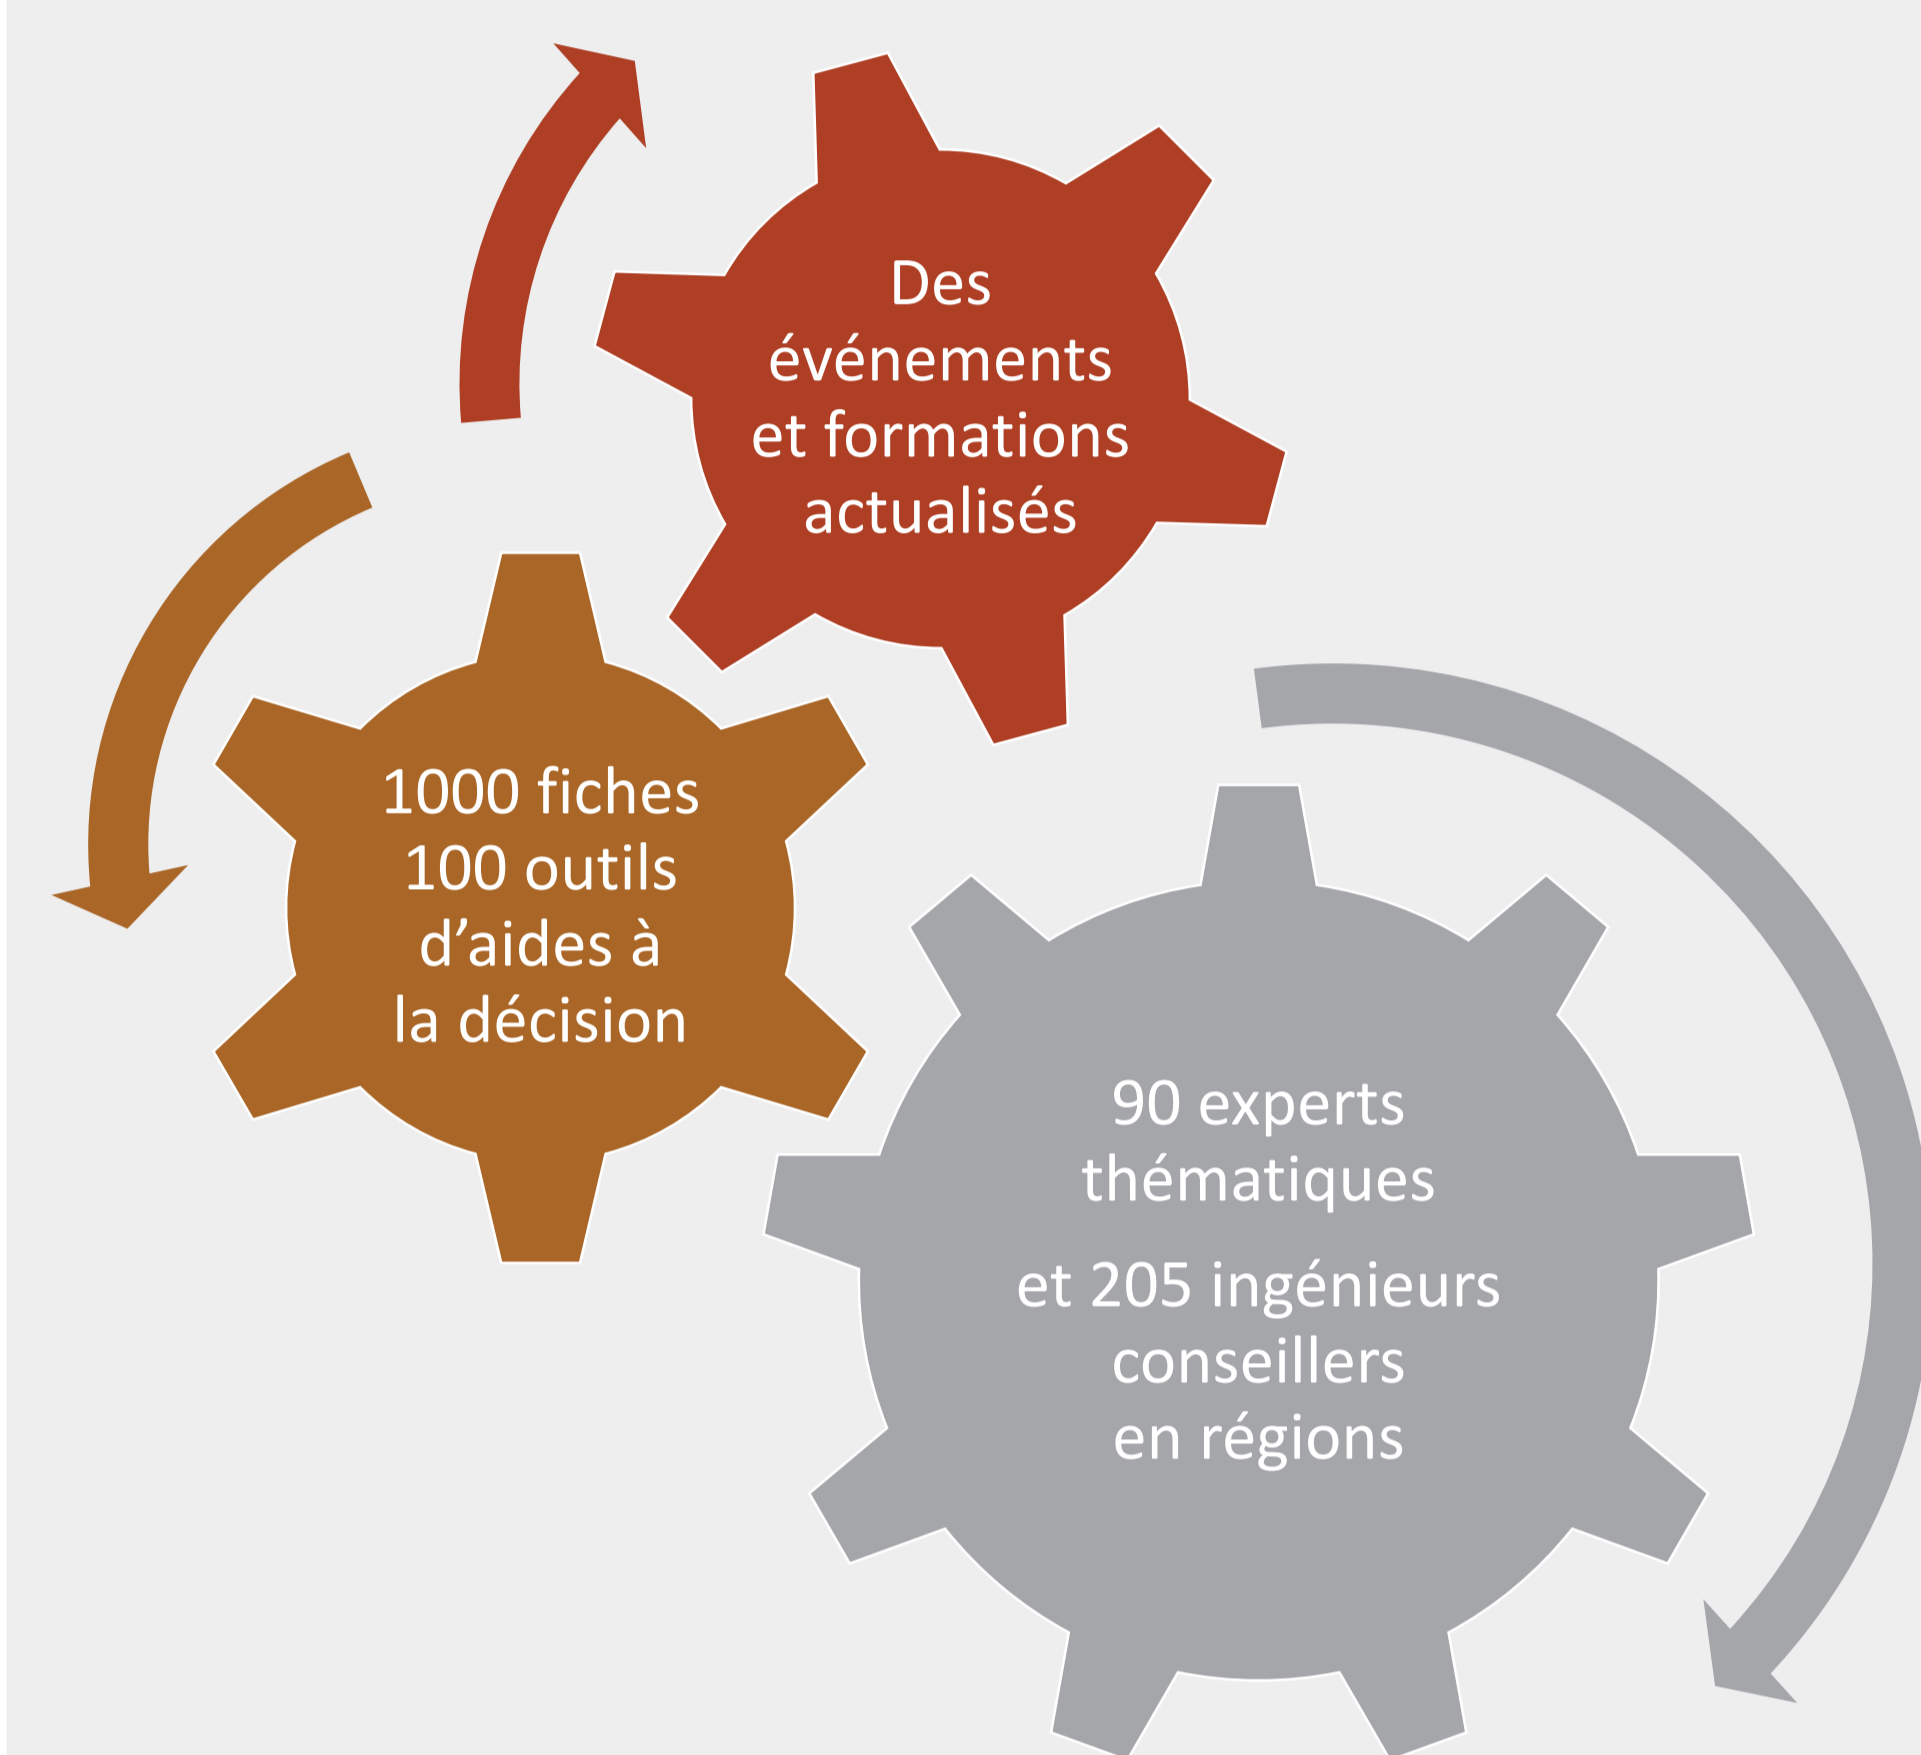 Des
événements
et formations
actualisés
1000 fiches
100 outils
d’aides à
la décision
90 experts
thématiques
et 205 ingénieurs
conseillers
en régions